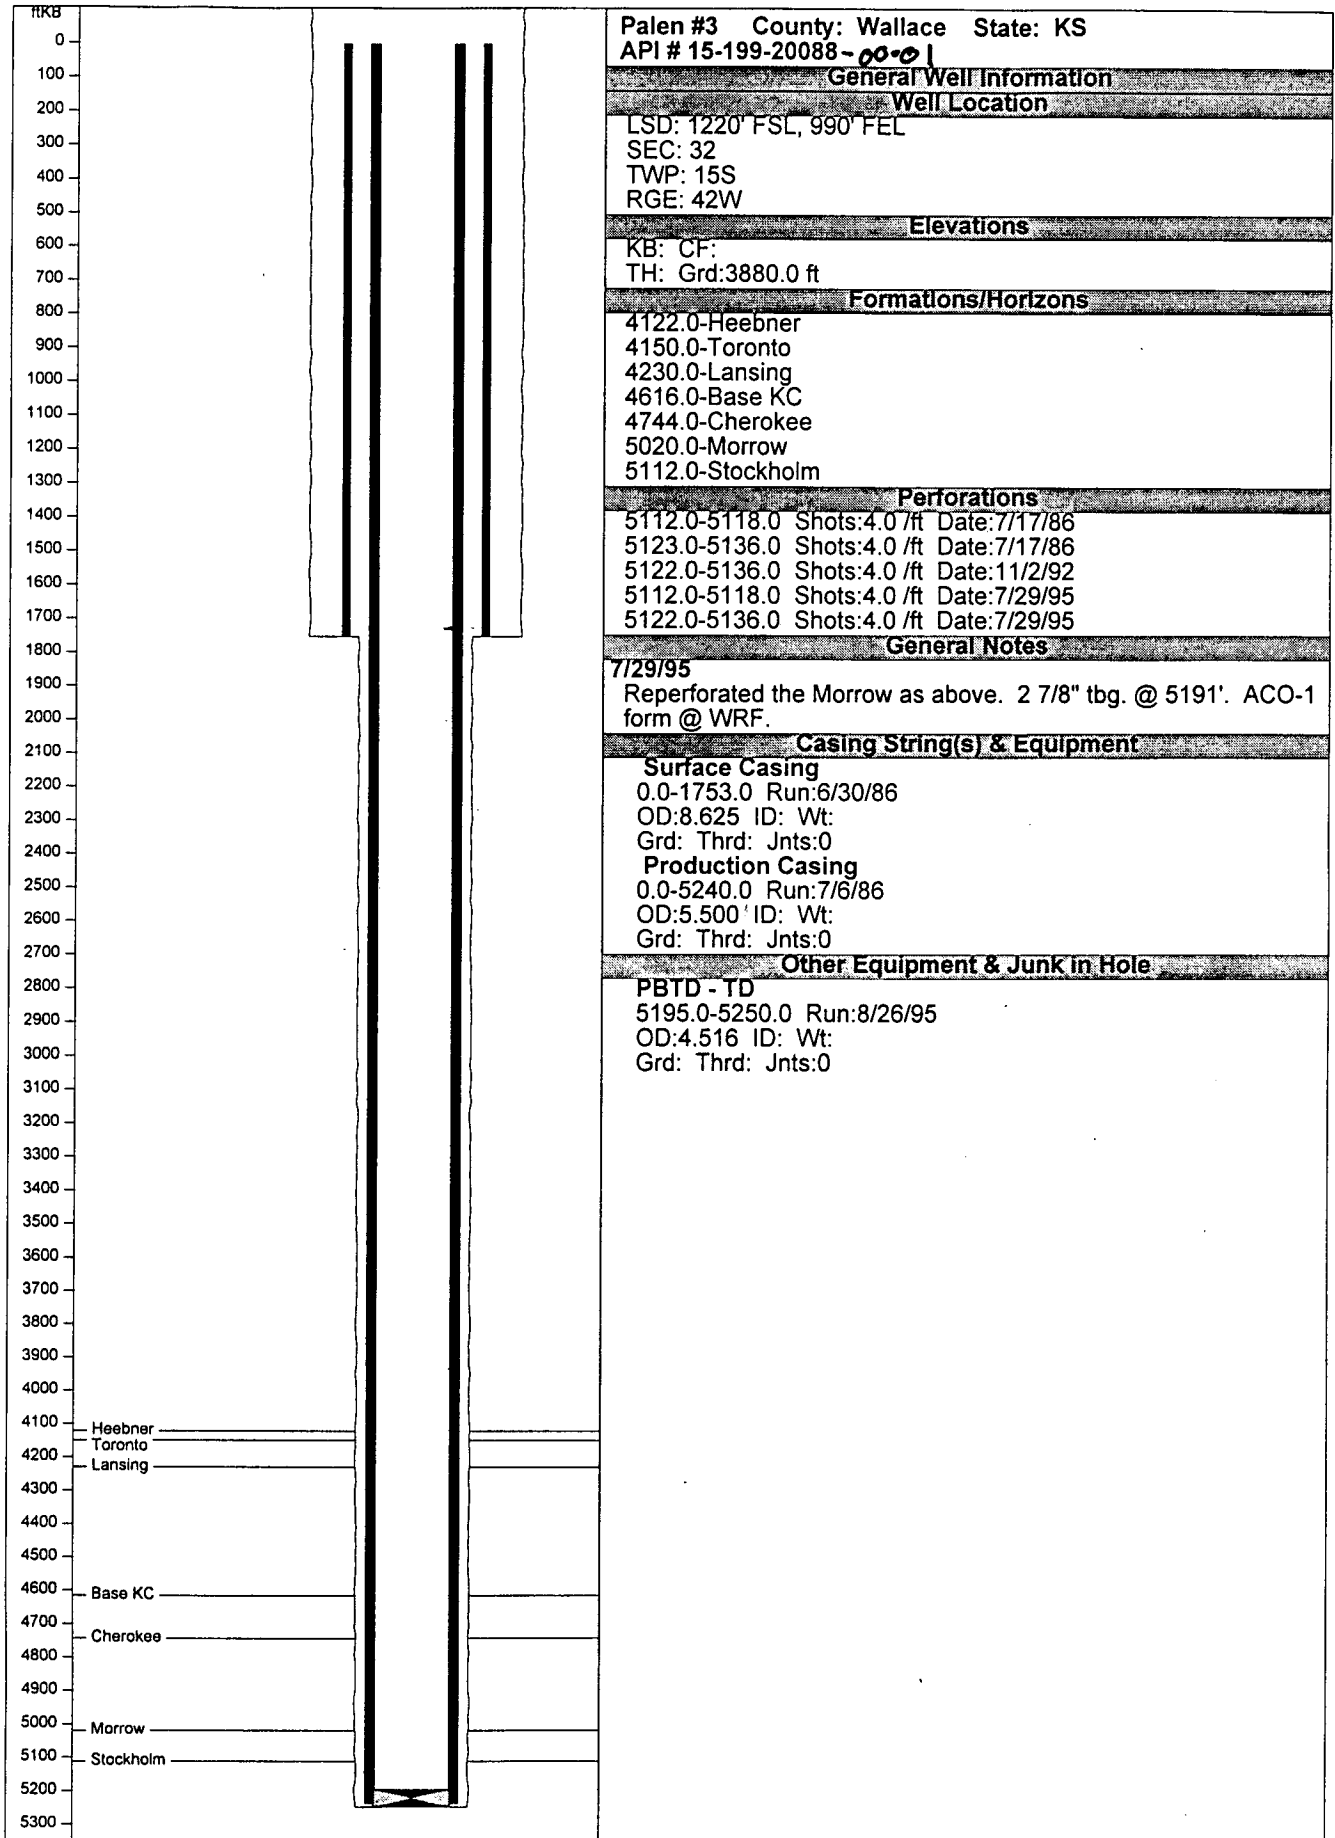 ftKB
0
100
200
300
400
500
600
700
800
900
1000
1100
1200
1300
1400
1500
1600
1700
1800
1900
2000
2100
2200
2300
2400
2500
2600
2700
2800
2900
3000
3100
3200
3300
3400
3500
3600
3700
3800
3900
4000
4100
4200
4300
4400
4500
4600
4700
4800
4900
5000
5100
5200
5300
Heebner
Toronto
Lansing
Base KC
Cherokee
Morrow
Stockholm
Palen #3 County: Wallace State: KS
API # 15-199-20088-00-01
General Well Information
Well Location
LSD: 1220' FSL, 990' FEL
SEC: 32
TWP: 15S
RGE: 42W
Elevations
KB: CF:
TH: Grd:3880.0 ft
Formations/Horizons
4122.0-Heebner
4150.0-Toronto
4230.0-Lansing
4616.0-Base KC
4744.0-Cherokee
5020.0-Morrow
5112.0-Stockholm
Perforations
5112.0-5118.0 Shots:4.0 /ft Date:7/17/86
5123.0-5136.0 Shots:4.0 /ft Date:7/17/86
5122.0-5136.0 Shots:4.0 /ft Date:11/2/92
5112.0-5118.0 Shots:4.0 /ft Date:7/29/95
5122.0-5136.0 Shots:4.0 /ft Date:7/29/95
General Notes
7/29/95
Reperforated the Morrow as above. 2 7/8" tbg. @ 5191'. ACO-1
form @ WRF.
Casing String(s) & Equipment
Surface Casing
0.0-1753.0 Run:6/30/86
OD:8.625 ID: Wt:
Grd: Thrd: Jnts:0
Production Casing
0.0-5240.0 Run:7/6/86
OD:5.500 ID: Wt:
Grd: Thrd: Jnts:0
Other Equipment & Junk in Hole
PBTD - TD
5195.0-5250.0 Run:8/26/95
OD:4.516 ID: Wt:
Grd: Thrd: Jnts:0